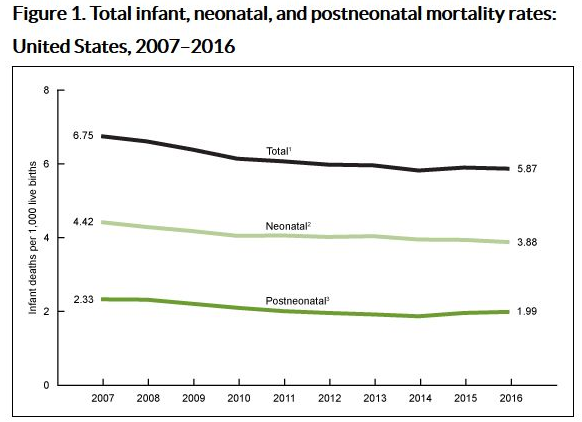 Figure 1. Total infant, neonatal, and postneonatal mortality rates:
United States, 2007–2016
8
6
4
2
0
Infant deaths per 1,000 live births
6.75
Total¹
5.87
4.42
Neonatal²
3.88
2.33
Postneonatal³
1.99
2007 2008 2009 2010 2011 2012 2013 2014 2015 2016